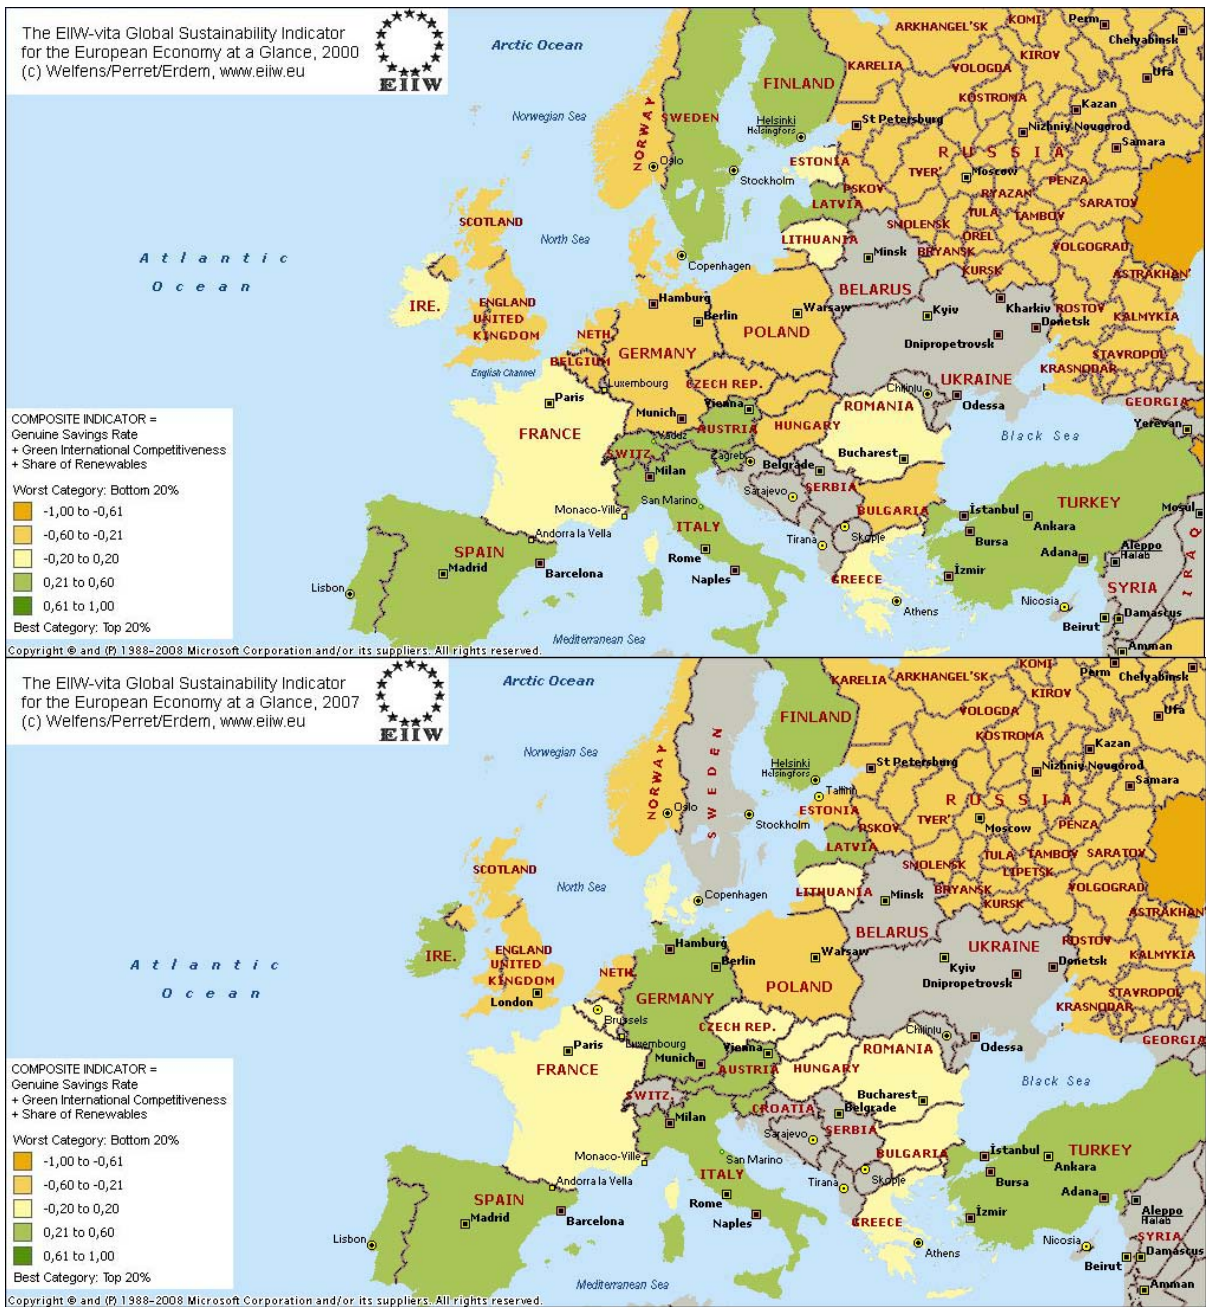 The EIIW-vita Global Sustainability Indicator
for the European Economy at a Glance, 2000
(c) Welfens/Perret/Erdem, www.eiiw.eu
EIIW
Arctic Ocean
ARKHANGEL'SK
KOMI
Perm
Chelyabinsk
KARELIA
VOLOGDA
KIROV
Ufa
FINLAND
KOSTROMA
Kazan
Norwegian Sea
NORWAY
SWEDEN
Helsinki
Helsingfors
St Petersburg
Nizhniy Novgorod
Samara
RUSSIA
Oslo
Stockholm
ESTONIA
TVER'
Moscow
PENZA
PSKOV
RYAZAN
SARATOV
LATVIA
TULA
TAMBOV
SCOTLAND
SMOLENSK
OREL
North Sea
LITHUANIA
Minsk
BRYANSK
VOLGOGRAD
Atlantic
Ocean
Copenhagen
KURSK
ASTRAKHAN'
BELARUS
IRE.
ENGLAND
UNITED
KINGDOM
Hamburg
Berlin
Warsaw
Kyiv
Kharkiv
ROSTOV
KALMYKIA
Donetsk
NETH.
POLAND
Dnipropetrovsk
GERMANY
BELGIUM
STAVROPOL
KRASNODAR
English Channel
Luxembourg
CZECH REP.
UKRAINE
Chişinău
Paris
Munich
Vienna
ROMANIA
Odessa
GEORGIA
FRANCE
AUSTRIA
HUNGARY
Yerevan
Black Sea
Vaduz
SWITZ.
Zagreb
Bucharest
Milan
Belgrade
SERBIA
San Marino
Sarajevo
TURKEY
Monaco-Ville
BULGARIA
İstanbul
Mosul
ITALY
Ankara
Andorra la Vella
Tirana
Skopje
Bursa
SPAIN
Rome
Adana
Aleppo
Halab
Madrid
Barcelona
Naples
GREECE
İzmir
SYRIA
IRAQ
Lisbon
Athens
Nicosia
Beirut
Damascus
Mediterranean Sea
Amman
COMPOSITE INDICATOR =
Genuine Savings Rate
+ Green International Competitiveness
+ Share of Renewables
Worst Category: Bottom 20%
-1,00 to -0,61
-0,60 to -0,21
-0,20 to 0,20
0,21 to 0,60
0,61 to 1,00
Best Category: Top 20%
Copyright © and (P) 1988–2008 Microsoft Corporation and/or its suppliers. All rights reserved.
The EIIW-vita Global Sustainability Indicator
for the European Economy at a Glance, 2007
(c) Welfens/Perret/Erdem, www.eiiw.eu
EIIW
Arctic Ocean
KARELIA
ARKHANGEL'SK
KOMI
Perm
Chelyabinsk
KIROV
VOLOGDA
Ufa
FINLAND
KOSTROMA
Norwegian Sea
NORWAY
SWEDEN
Kazan
Helsinki
Helsingfors
St Petersburg
Nizhniy Novgorod
Samara
Tallinn
RUSSIA
Oslo
Stockholm
ESTONIA
TVER'
Moscow
PENZA
PSKOV
LATVIA
TULA
TAMBOV
SARATOV
SCOTLAND
SMOLENSK
LIPETSK
North Sea
LITHUANIA
Minsk
BRYANSK
VOLGOGRAD
Copenhagen
KURSK
ASTRAKHAN'
BELARUS
Atlantic
Ocean
IRE.
ENGLAND
UNITED
KINGDOM
London
Hamburg
Berlin
Warsaw
UKRAINE
ROSTOV
KALMYKIA
Kyiv
Donetsk
NETH.
Dnipropetrovsk
GERMANY
POLAND
STAVROPOL
KRASNODAR
Brussels
CZECH REP.
Luxembourg
Chişinău
Paris
Vienna
ROMANIA
Odessa
GEORGIA
FRANCE
Munich
AUSTRIA
HUNGARY
Black Sea
SWITZ.
Bucharest
CROATIA
Belgrade
Milan
SERBIA
Sarajevo
TURKEY
Monaco-Ville
San Marino
BULGARIA
İstanbul
Ankara
Andorra la Vella
ITALY
Skopje
Bursa
Tirana
SPAIN
Rome
Adana
Aleppo
Halab
Madrid
Barcelona
Naples
GREECE
İzmir
Lisbon
Nicosia
SYRIA
Athens
Damascus
Beirut
Mediterranean Sea
Amman
COMPOSITE INDICATOR =
Genuine Savings Rate
+ Green International Competitiveness
+ Share of Renewables
Worst Category: Bottom 20%
-1,00 to -0,61
-0,60 to -0,21
-0,20 to 0,20
0,21 to 0,60
0,61 to 1,00
Best Category: Top 20%
Copyright © and (P) 1988–2008 Microsoft Corporation and/or its suppliers. All rights reserved.